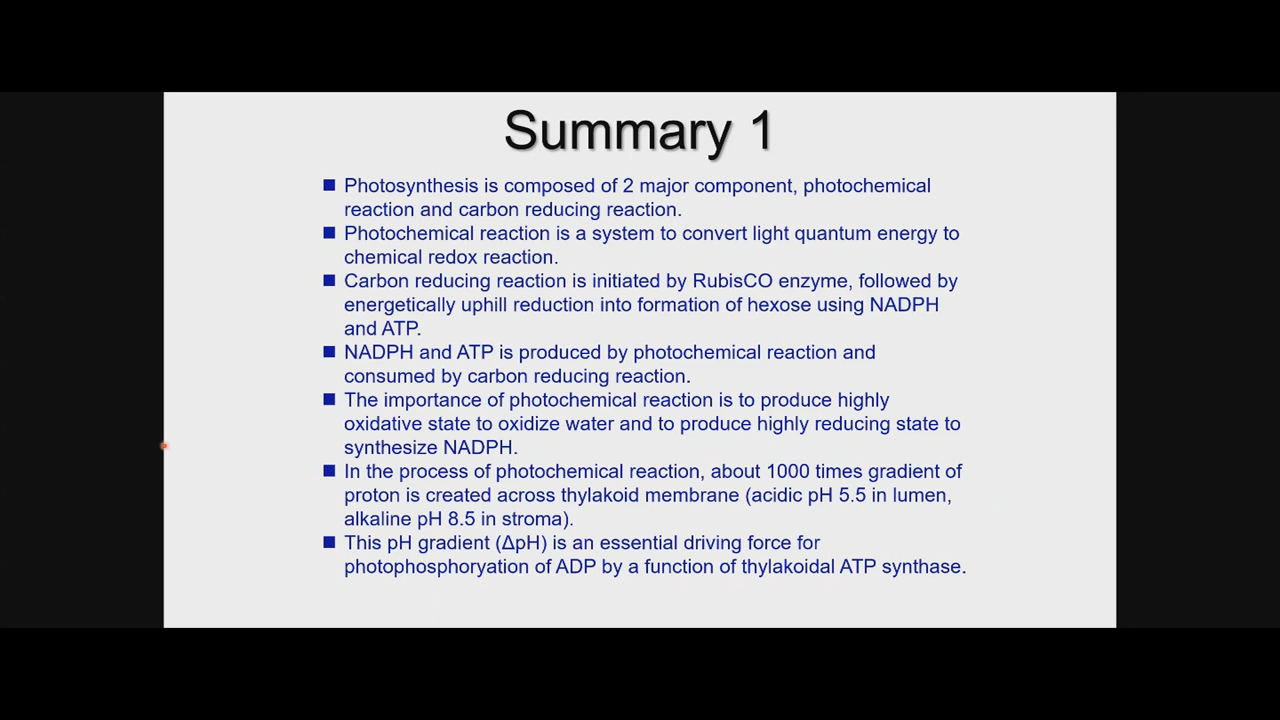 Summary 1
■ Photosynthesis is composed of 2 major component, photochemical
reaction and carbon reducing reaction.
■ Photochemical reaction is a system to convert light quantum energy to
chemical redox reaction.
■ Carbon reducing reaction is initiated by RubisCO enzyme, followed by
energetically uphill reduction into formation of hexose using NADPH
and ATP.
■ NADPH and ATP is produced by photochemical reaction and
consumed by carbon reducing reaction.
■ The importance of photochemical reaction is to produce highly
oxidative state to oxidize water and to produce highly reducing state to
synthesize NADPH.
■ In the process of photochemical reaction, about 1000 times gradient of
proton is created across thylakoid membrane (acidic pH 5.5 in lumen,
alkaline pH 8.5 in stroma).
■ This pH gradient (ΔpH) is an essential driving force for
photophosphoryation of ADP by a function of thylakoidal ATP synthase.